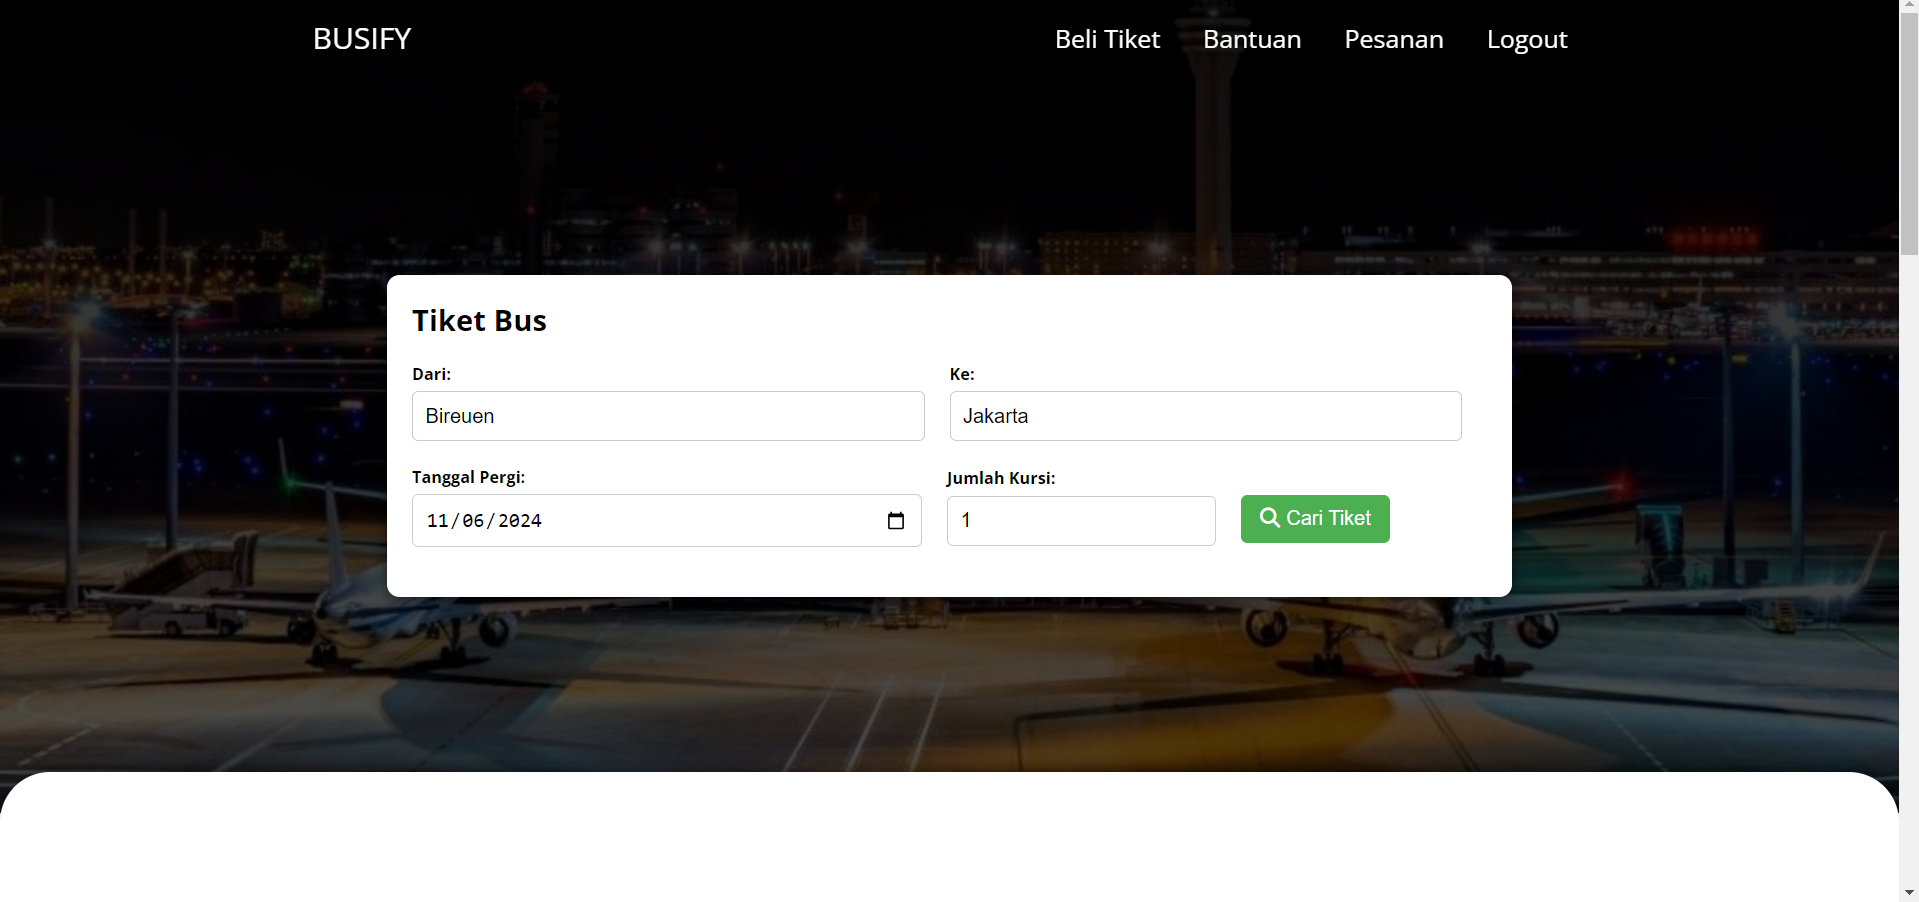 BUSIFY Beli Tiket Bantuan Pesanan Logout
Tiket Bus
Dari: Ke:
Bireuen Jakarta
Tanggal Pergi: Jumlah Kursi:
11/06/2024 1 Cari Tiket